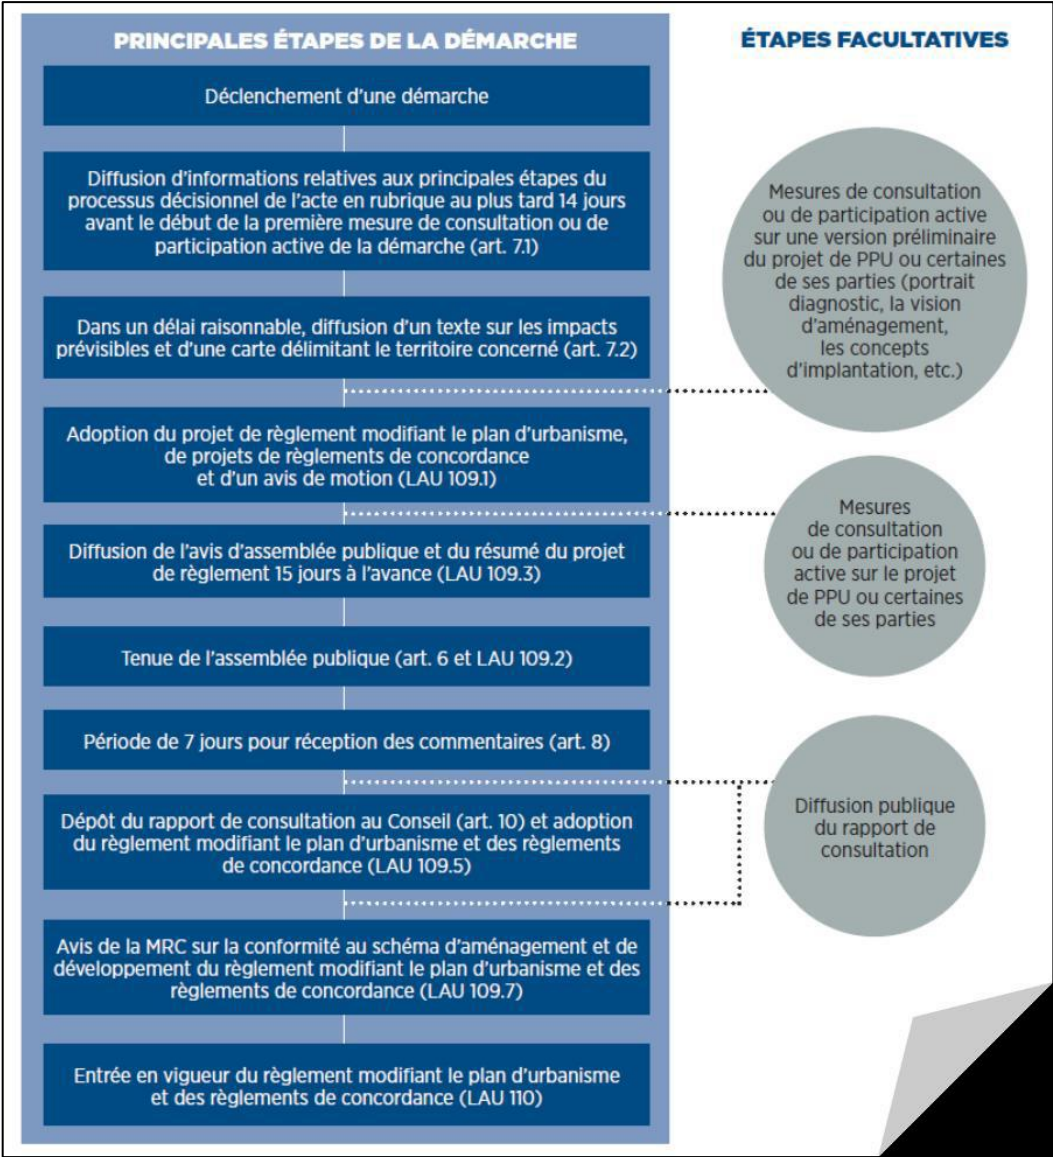 PRINCIPALES ÉTAPES DE LA DÉMARCHE
Déclenchement d'une démarche
Diffusion d'informations relatives aux principales étapes du
processus décisionnel de l'acte en rubrique au plus tard 14 jours
avant le début de la première mesure de consultation ou de
participation active de la démarche (art. 7.1)
Dans un délai raisonnable, diffusion d'un texte sur les impacts
prévisibles et d'une carte délimitant le territoire concerné (art. 7.2)
Adoption du projet de règlement modifiant le plan d'urbanisme,
de projets de règlements de concordance
et d'un avis de motion (LAU 109.1)
Diffusion de l'avis d'assemblée publique et du résumé du projet
de règlement 15 jours à l'avance (LAU 109.3)
Tenue de l'assemblée publique (art. 6 et LAU 109.2)
Période de 7 jours pour réception des commentaires (art. 8)
Dépôt du rapport de consultation au Conseil (art. 10) et adoption
du règlement modifiant le plan d'urbanisme et des règlements
de concordance (LAU 109.5)
Avis de la MRC sur la conformité au schéma d'aménagement et de
développement du règlement modifiant le plan d'urbanisme et des
règlements de concordance (LAU 109.7)
Entrée en vigueur du règlement modifiant le plan d'urbanisme
et des règlements de concordance (LAU 110)
ÉTAPES FACULTATIVES
Mesures de consultation
ou de participation active
sur une version préliminaire
du projet de PPU ou certaines
de ses parties (portrait
diagnostic, la vision
d'aménagement,
les concepts
d'implantation, etc.)
Mesures
de consultation
ou de participation
active sur le projet
de PPU ou certaines
de ses parties
Diffusion publique
du rapport de
consultation